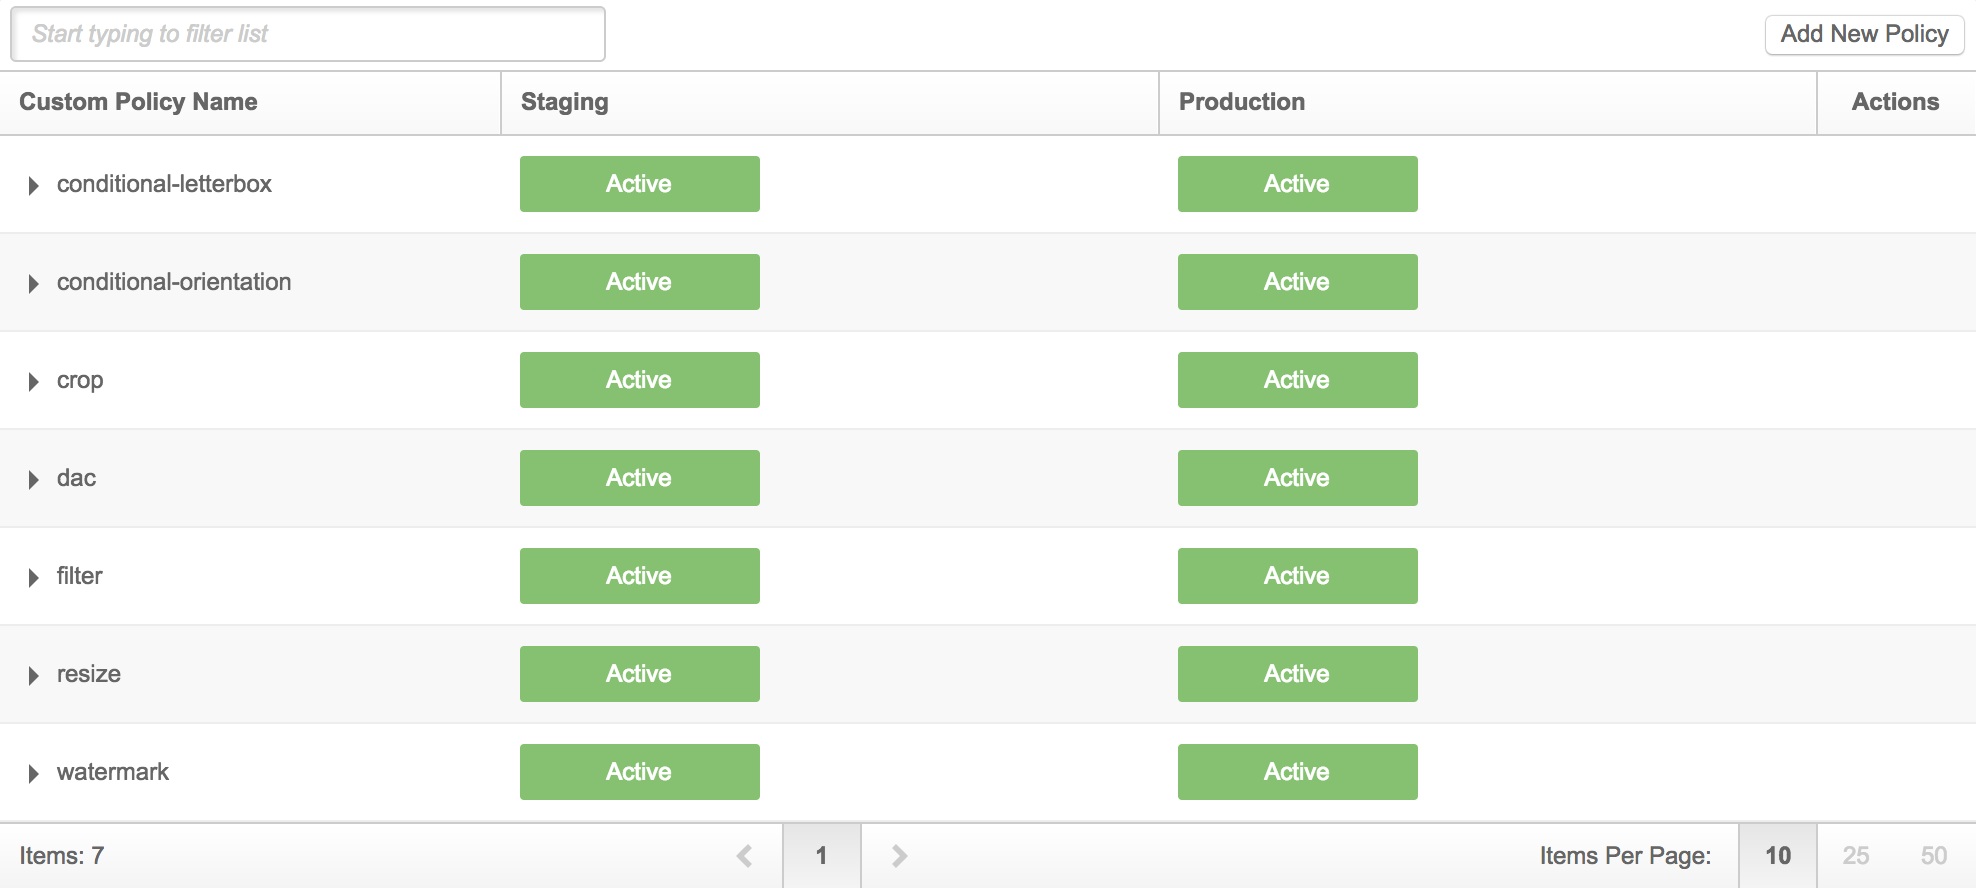 Start typing to filter list
Add New Policy
Custom Policy Name Staging Production Actions
conditional-letterbox Active Active
conditional-orientation Active Active
crop Active Active
dac Active Active
filter Active Active
resize Active Active
watermark Active Active
Items: 7 1 Items Per Page: 10 25 50